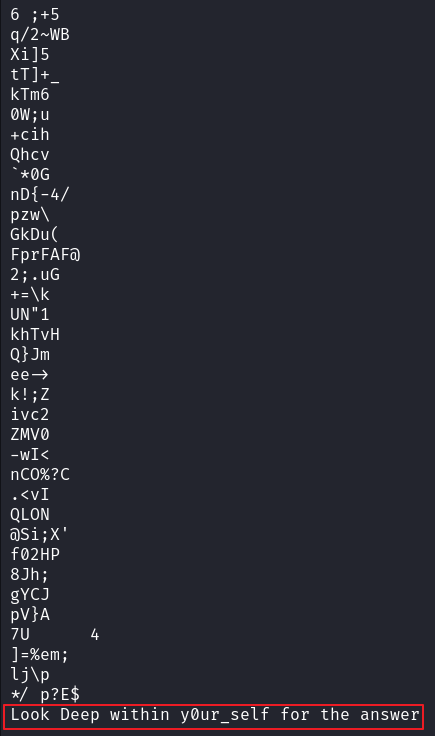 6 ;+5
q/2~WB
Xi]5
tT]+_
kTm6
0W;u
+cih
Qhcv
`*0G
nD{-4/
pzw\
GkDu(
FprFAF@
2;.uG
+=\k
UN"1
khTvH
Q}Jm
ee->
k!;Z
ivc2
ZMV0
-wI<
nCO%?C
.<vI
QLON
@Si;X'
f02HP
8Jh;
gYCJ
pV}A
7U      4
]=%em;
lj\p
*/ p?E$
Look Deep within y0ur_self for the answer